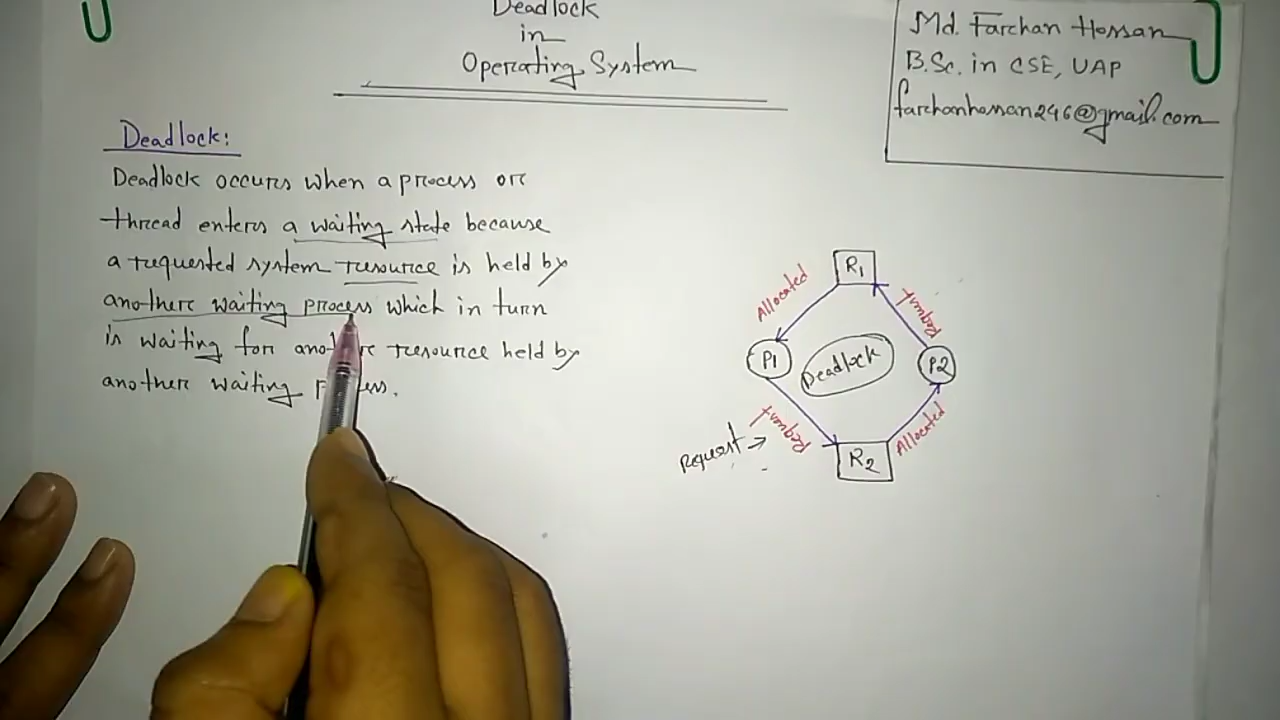 Deadlock
in
Operating System
Md. Farhan Hossan
B.Sc. in CSE, UAP
farhanhossan246@gmail.com
Deadlock:
Deadlock occurs when a process or
thread enters a waiting state because
a requested system resource is held by
another waiting process which in turn
is waiting for another resource held by
another waiting process.
R1
Allocated
Request
P1
Deadlock
P2
Request
Request
Allocated
R2